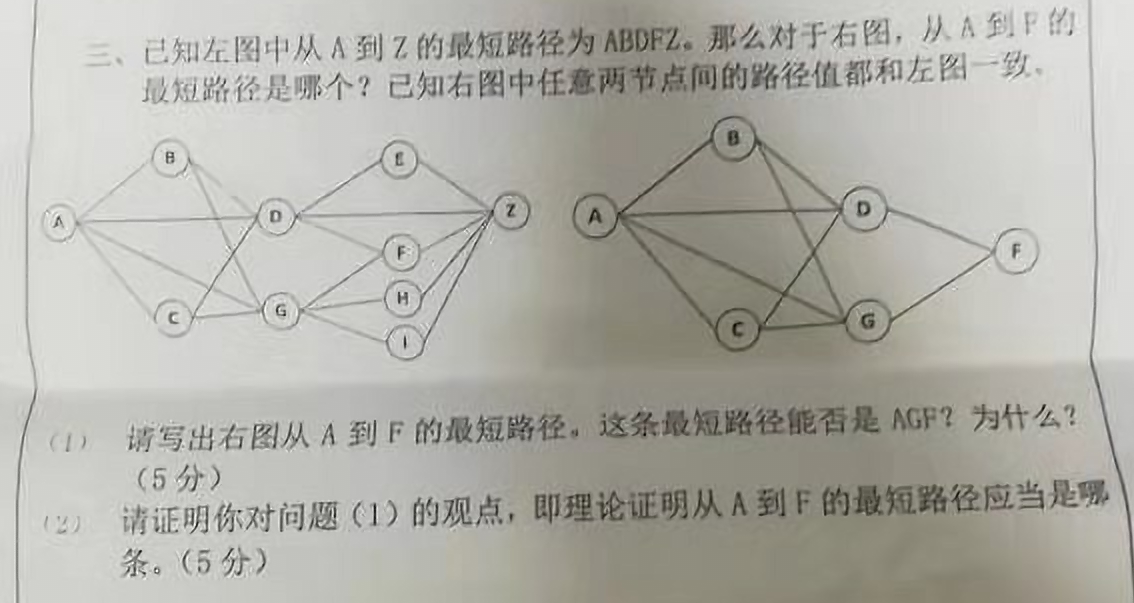 三、已知左图中从 A 到 Z 的最短路径为 ABDFZ。那么对于右图，从 A 到 F 的
最短路径是哪个？已知右图中任意两节点间的路径值都和左图一致。
B
E
A
D
Z
F
C
G
H
I
B
A
D
F
C
G
(1) 请写出右图从 A 到 F 的最短路径。这条最短路径能否是 AGF？为什么？
（5 分）
(2) 请证明你对问题（1）的观点，即理论证明从 A 到 F 的最短路径应当是哪
条。（5 分）